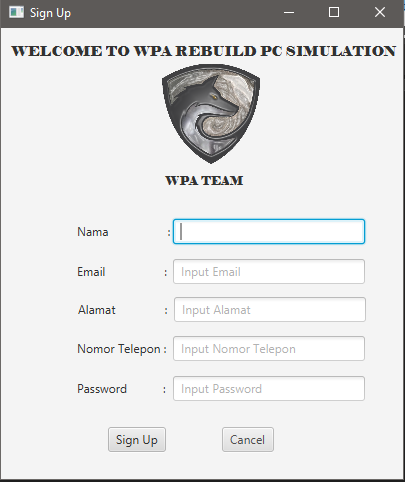 Sign Up
WELCOME TO WPA REBUILD PC SIMULATION
WPA TEAM
Nama :
Email : Input Email
Alamat : Input Alamat
Nomor Telepon : Input Nomor Telepon
Password : Input Password
Sign Up Cancel